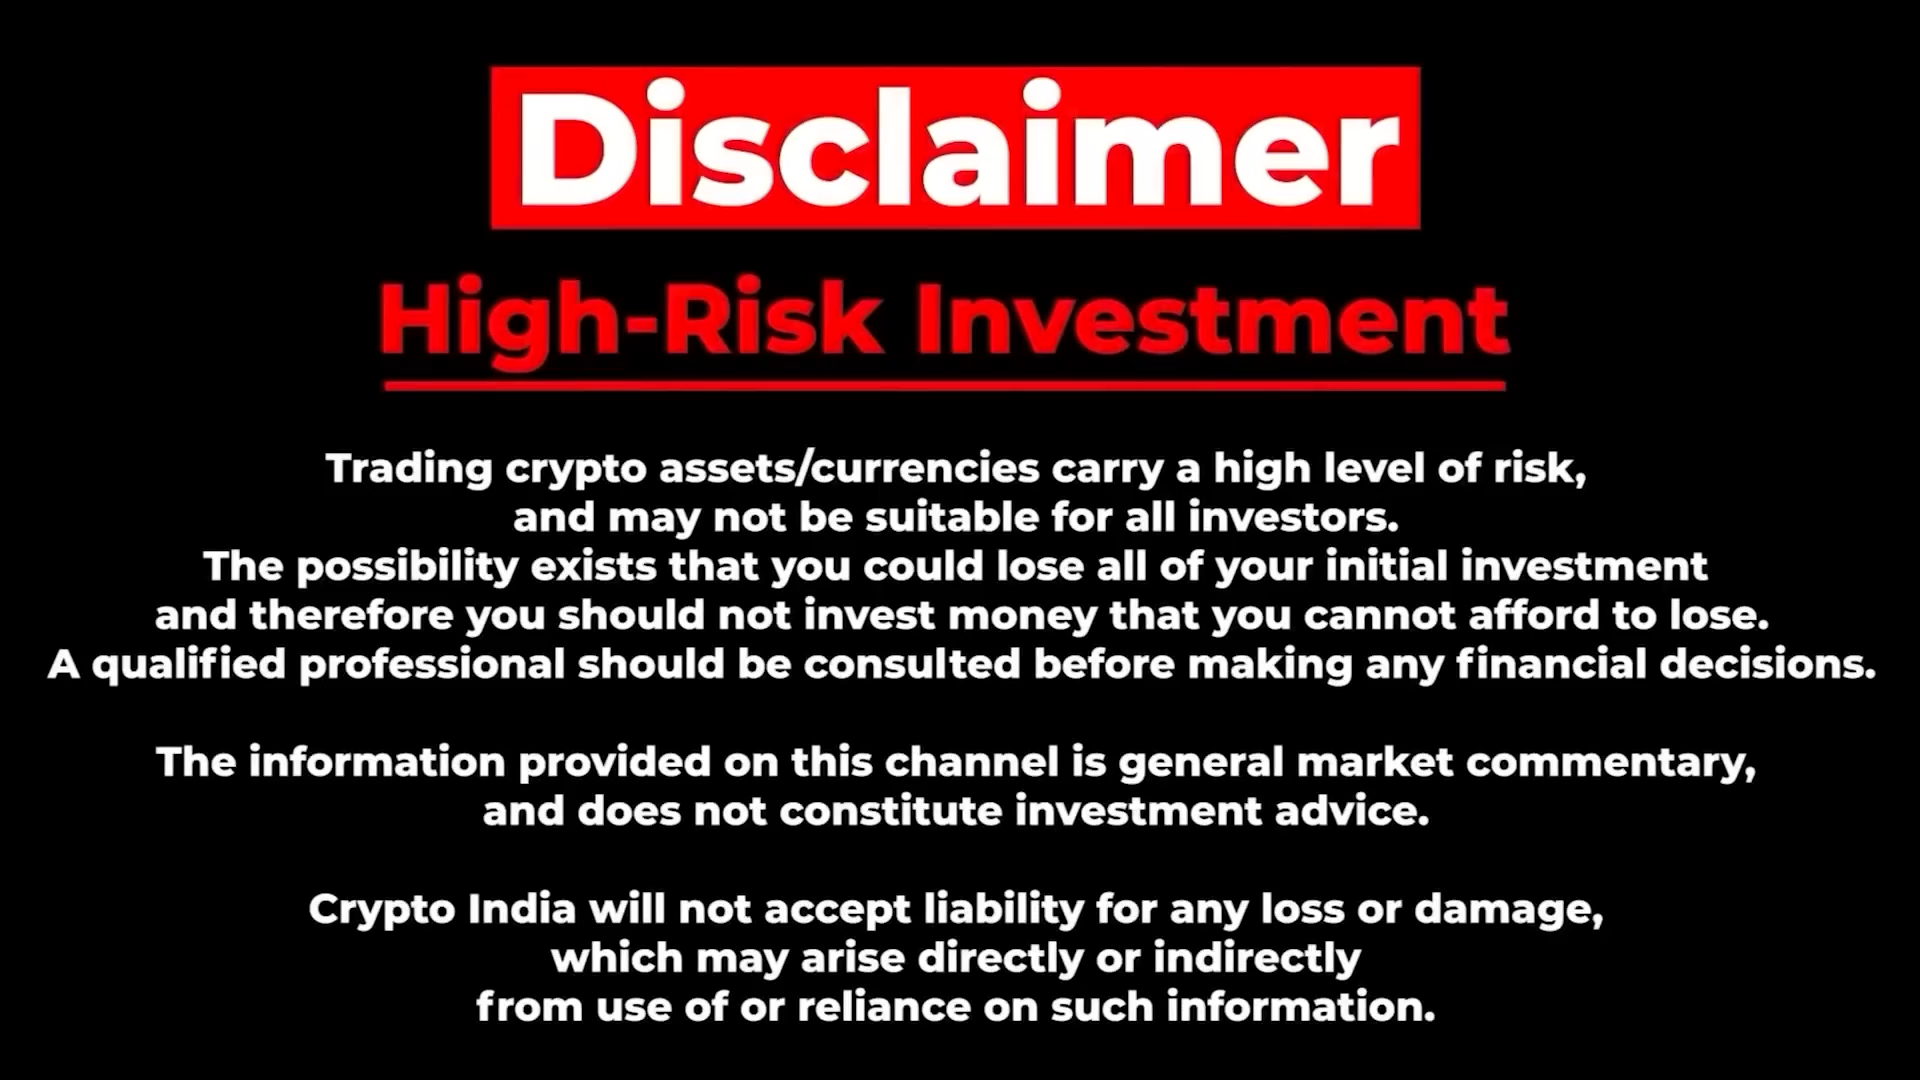 Disclaimer
High-Risk Investment
Trading crypto assets/currencies carry a high level of risk,
and may not be suitable for all investors.
The possibility exists that you could lose all of your initial investment
and therefore you should not invest money that you cannot afford to lose.
A qualified professional should be consulted before making any financial decisions.
The information provided on this channel is general market commentary,
and does not constitute investment advice.
Crypto India will not accept liability for any loss or damage,
which may arise directly or indirectly
from use of or reliance on such information.